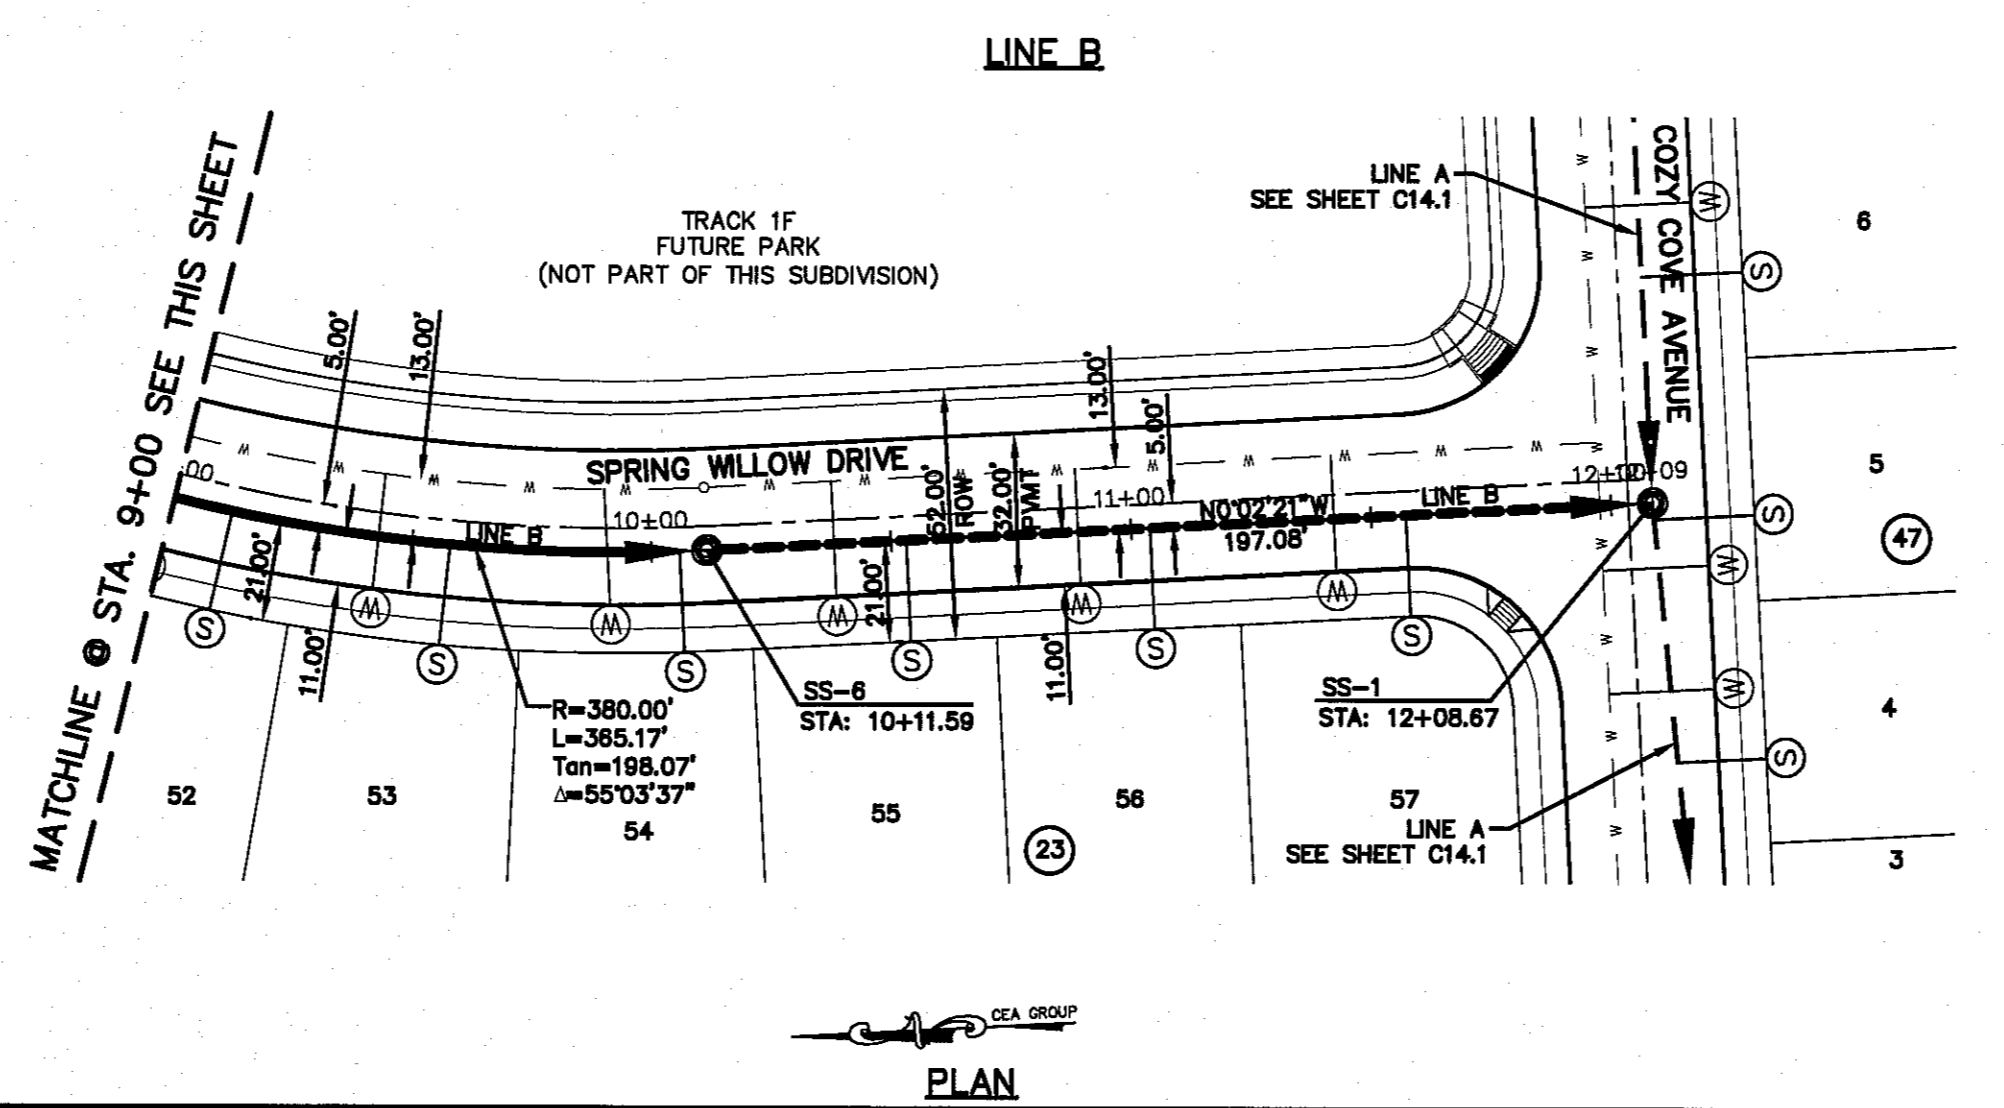 LINE B
MATCHLINE @ STA. 9+00 SEE THIS SHEET
TRACK 1F
FUTURE PARK
(NOT PART OF THIS SUBDIVISION)
LINE A
SEE SHEET C14.1
COZY COVE AVENUE
W
S
6
5.00'
13.00'
13.00'
5.00'
SPRING WILLOW DRIVE
52.00'
ROW
32.00'
PVMT
:00
LINE B
10+00
11+00
N0°02'21"W
197.08'
LINE B
12+00
12+09
5
S
47
W
21.00'
11.00'
21.00'
11.00'
S
W
S
W
S
W
S
W
S
W
S
R=380.00'
L=365.17'
Tan=198.07'
Δ=55°03'37"
SS-6
STA: 10+11.59
SS-1
STA: 12+08.67
W
S
4
52
53
54
55
56
57
23
LINE A
SEE SHEET C14.1
3
CEA GROUP
PLAN